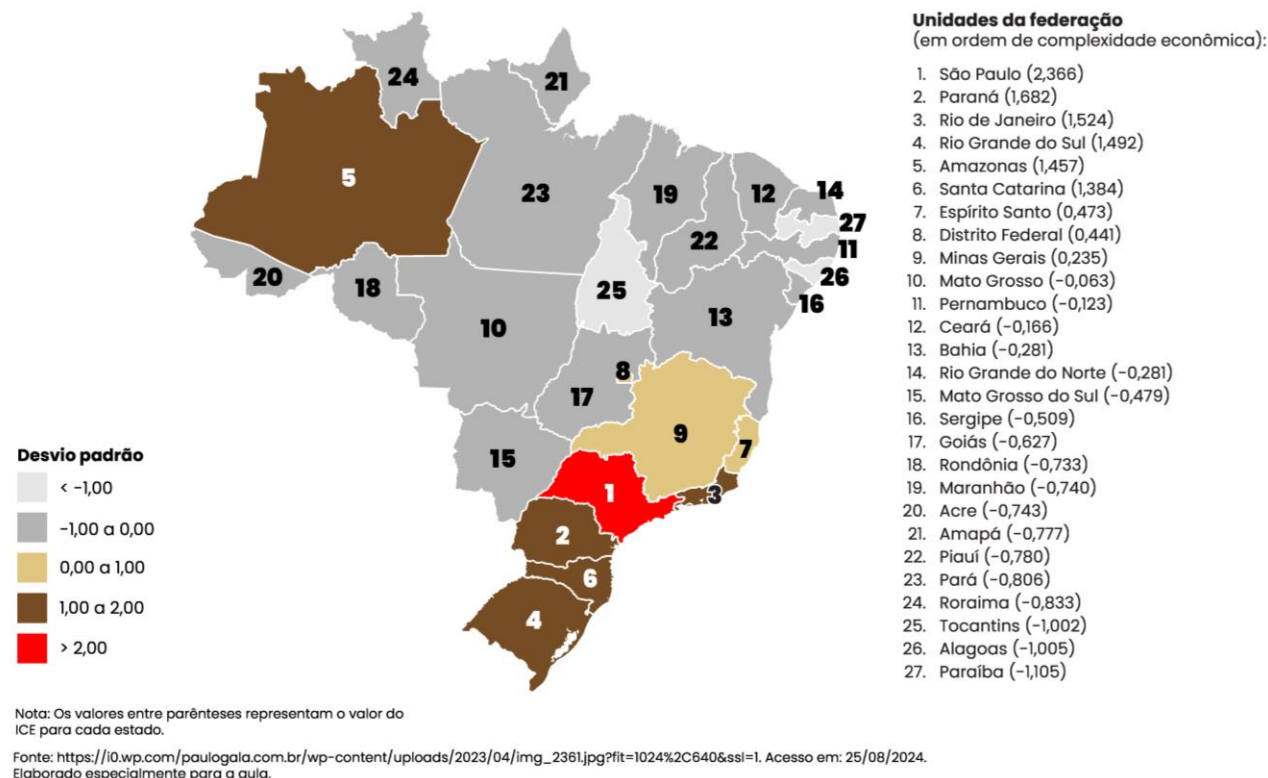 24
21
5
23
19
12
14
27
11
22
26
20
18
25
16
10
13
8
17
9
7
15
1
3
2
6
4
Desvio padrão
< -1,00
-1,00 a 0,00
0,00 a 1,00
1,00 a 2,00
> 2,00
Unidades da federação
(em ordem de complexidade econômica):
1. São Paulo (2,366)
2. Paraná (1,682)
3. Rio de Janeiro (1,524)
4. Rio Grande do Sul (1,492)
5. Amazonas (1,457)
6. Santa Catarina (1,384)
7. Espírito Santo (0,473)
8. Distrito Federal (0,441)
9. Minas Gerais (0,235)
10. Mato Grosso (-0,063)
11. Pernambuco (-0,123)
12. Ceará (-0,166)
13. Bahia (-0,281)
14. Rio Grande do Norte (-0,281)
15. Mato Grosso do Sul (-0,479)
16. Sergipe (-0,509)
17. Goiás (-0,627)
18. Rondônia (-0,733)
19. Maranhão (-0,740)
20. Acre (-0,743)
21. Amapá (-0,777)
22. Piauí (-0,780)
23. Pará (-0,806)
24. Roraima (-0,833)
25. Tocantins (-1,002)
26. Alagoas (-1,005)
27. Paraíba (-1,105)
Nota: Os valores entre parênteses representam o valor do
ICE para cada estado.
Fonte: https://i0.wp.com/paulogala.com.br/wp-content/uploads/2023/04/img_2361.jpg?fit=1024%2C640&ssl=1. Acesso em: 25/08/2024.
Elaborado especialmente para a aula.